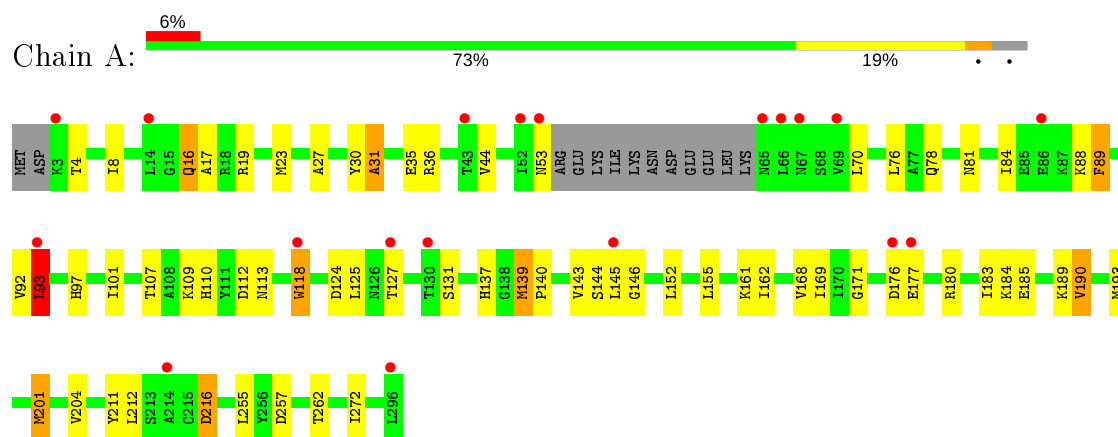 6%
Chain A:
73% 19% • •
MET ASP K3 T4 I8 L14 G15 Q16 A17 R18 R19 M23 A27 Y30 A31 E35 R36 T43 V44 I52 N53 ARG GLU LYS ILE LYS ASN ASP GLU GLU LEU LYS N65 L66 N67 S68 V69 L70 L76 A77 Q78 N81 I84 E85 E86 K87 K88 F89
V92 L93 H97 I101 T107 A108 K109 H110 Y111 D112 N113 W118 D124 L125 N126 T127 T130 S131 H137 G138 M139 P140 V143 S144 L145 G146 L152 L155 K161 I162 V168 I169 I170 G171 D176 E177 R180 I183 K184 E185 K189 V190 M193
M201 V204 Y211 L212 S213 A214 C215 D216 L255 Y256 D257 T262 I272 L296